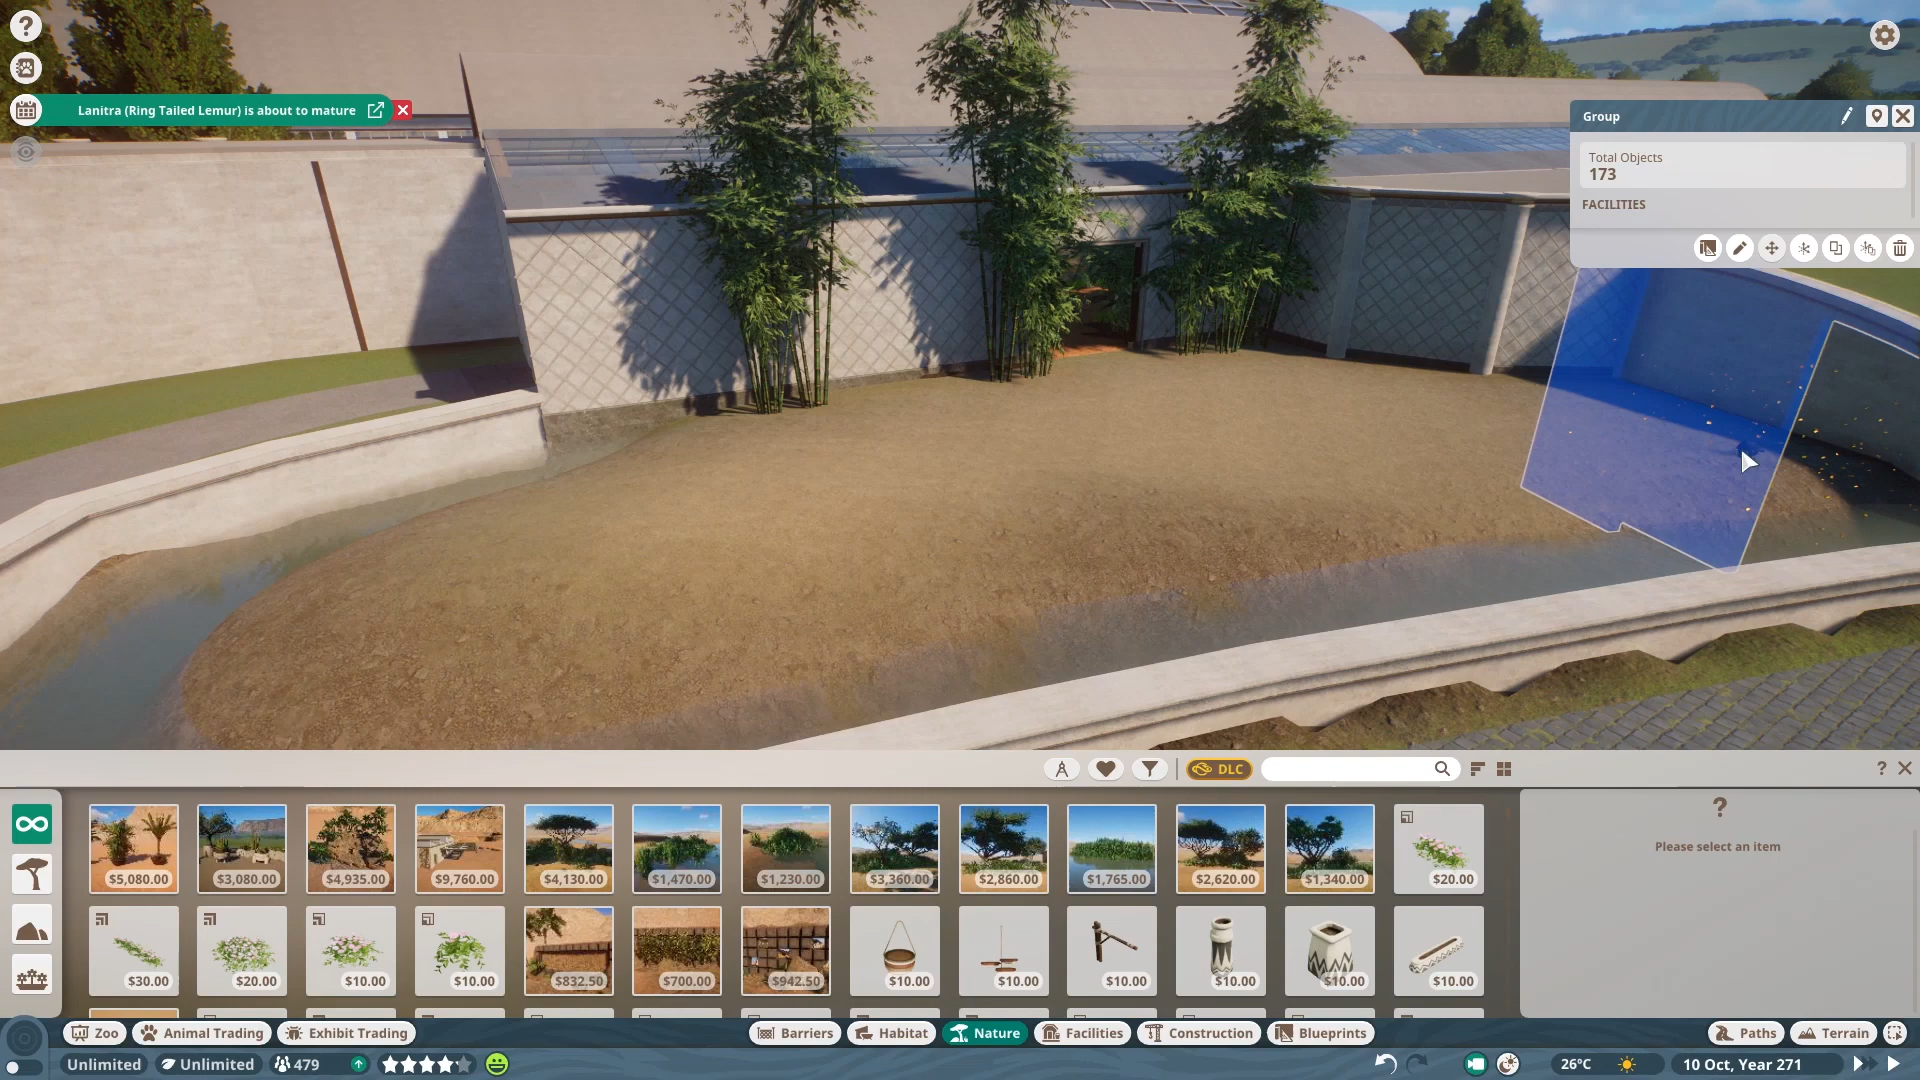 ?
Lanitra (Ring Tailed Lemur) is about to mature
Group
Total Objects
173
FACILITIES
DLC
?
$5,080.00 $3,080.00 $4,935.00 $9,760.00 $4,130.00 $1,470.00 $1,230.00 $3,360.00 $2,860.00 $1,765.00 $2,620.00 $1,340.00 $20.00
?
Please select an item
$30.00 $20.00 $10.00 $10.00 $832.50 $700.00 $942.50 $10.00 $10.00 $10.00 $10.00 $10.00 $10.00
Zoo Animal Trading Exhibit Trading Barriers Habitat Nature Facilities Construction Blueprints Paths Terrain
Unlimited Unlimited 479 26°C 10 Oct, Year 271